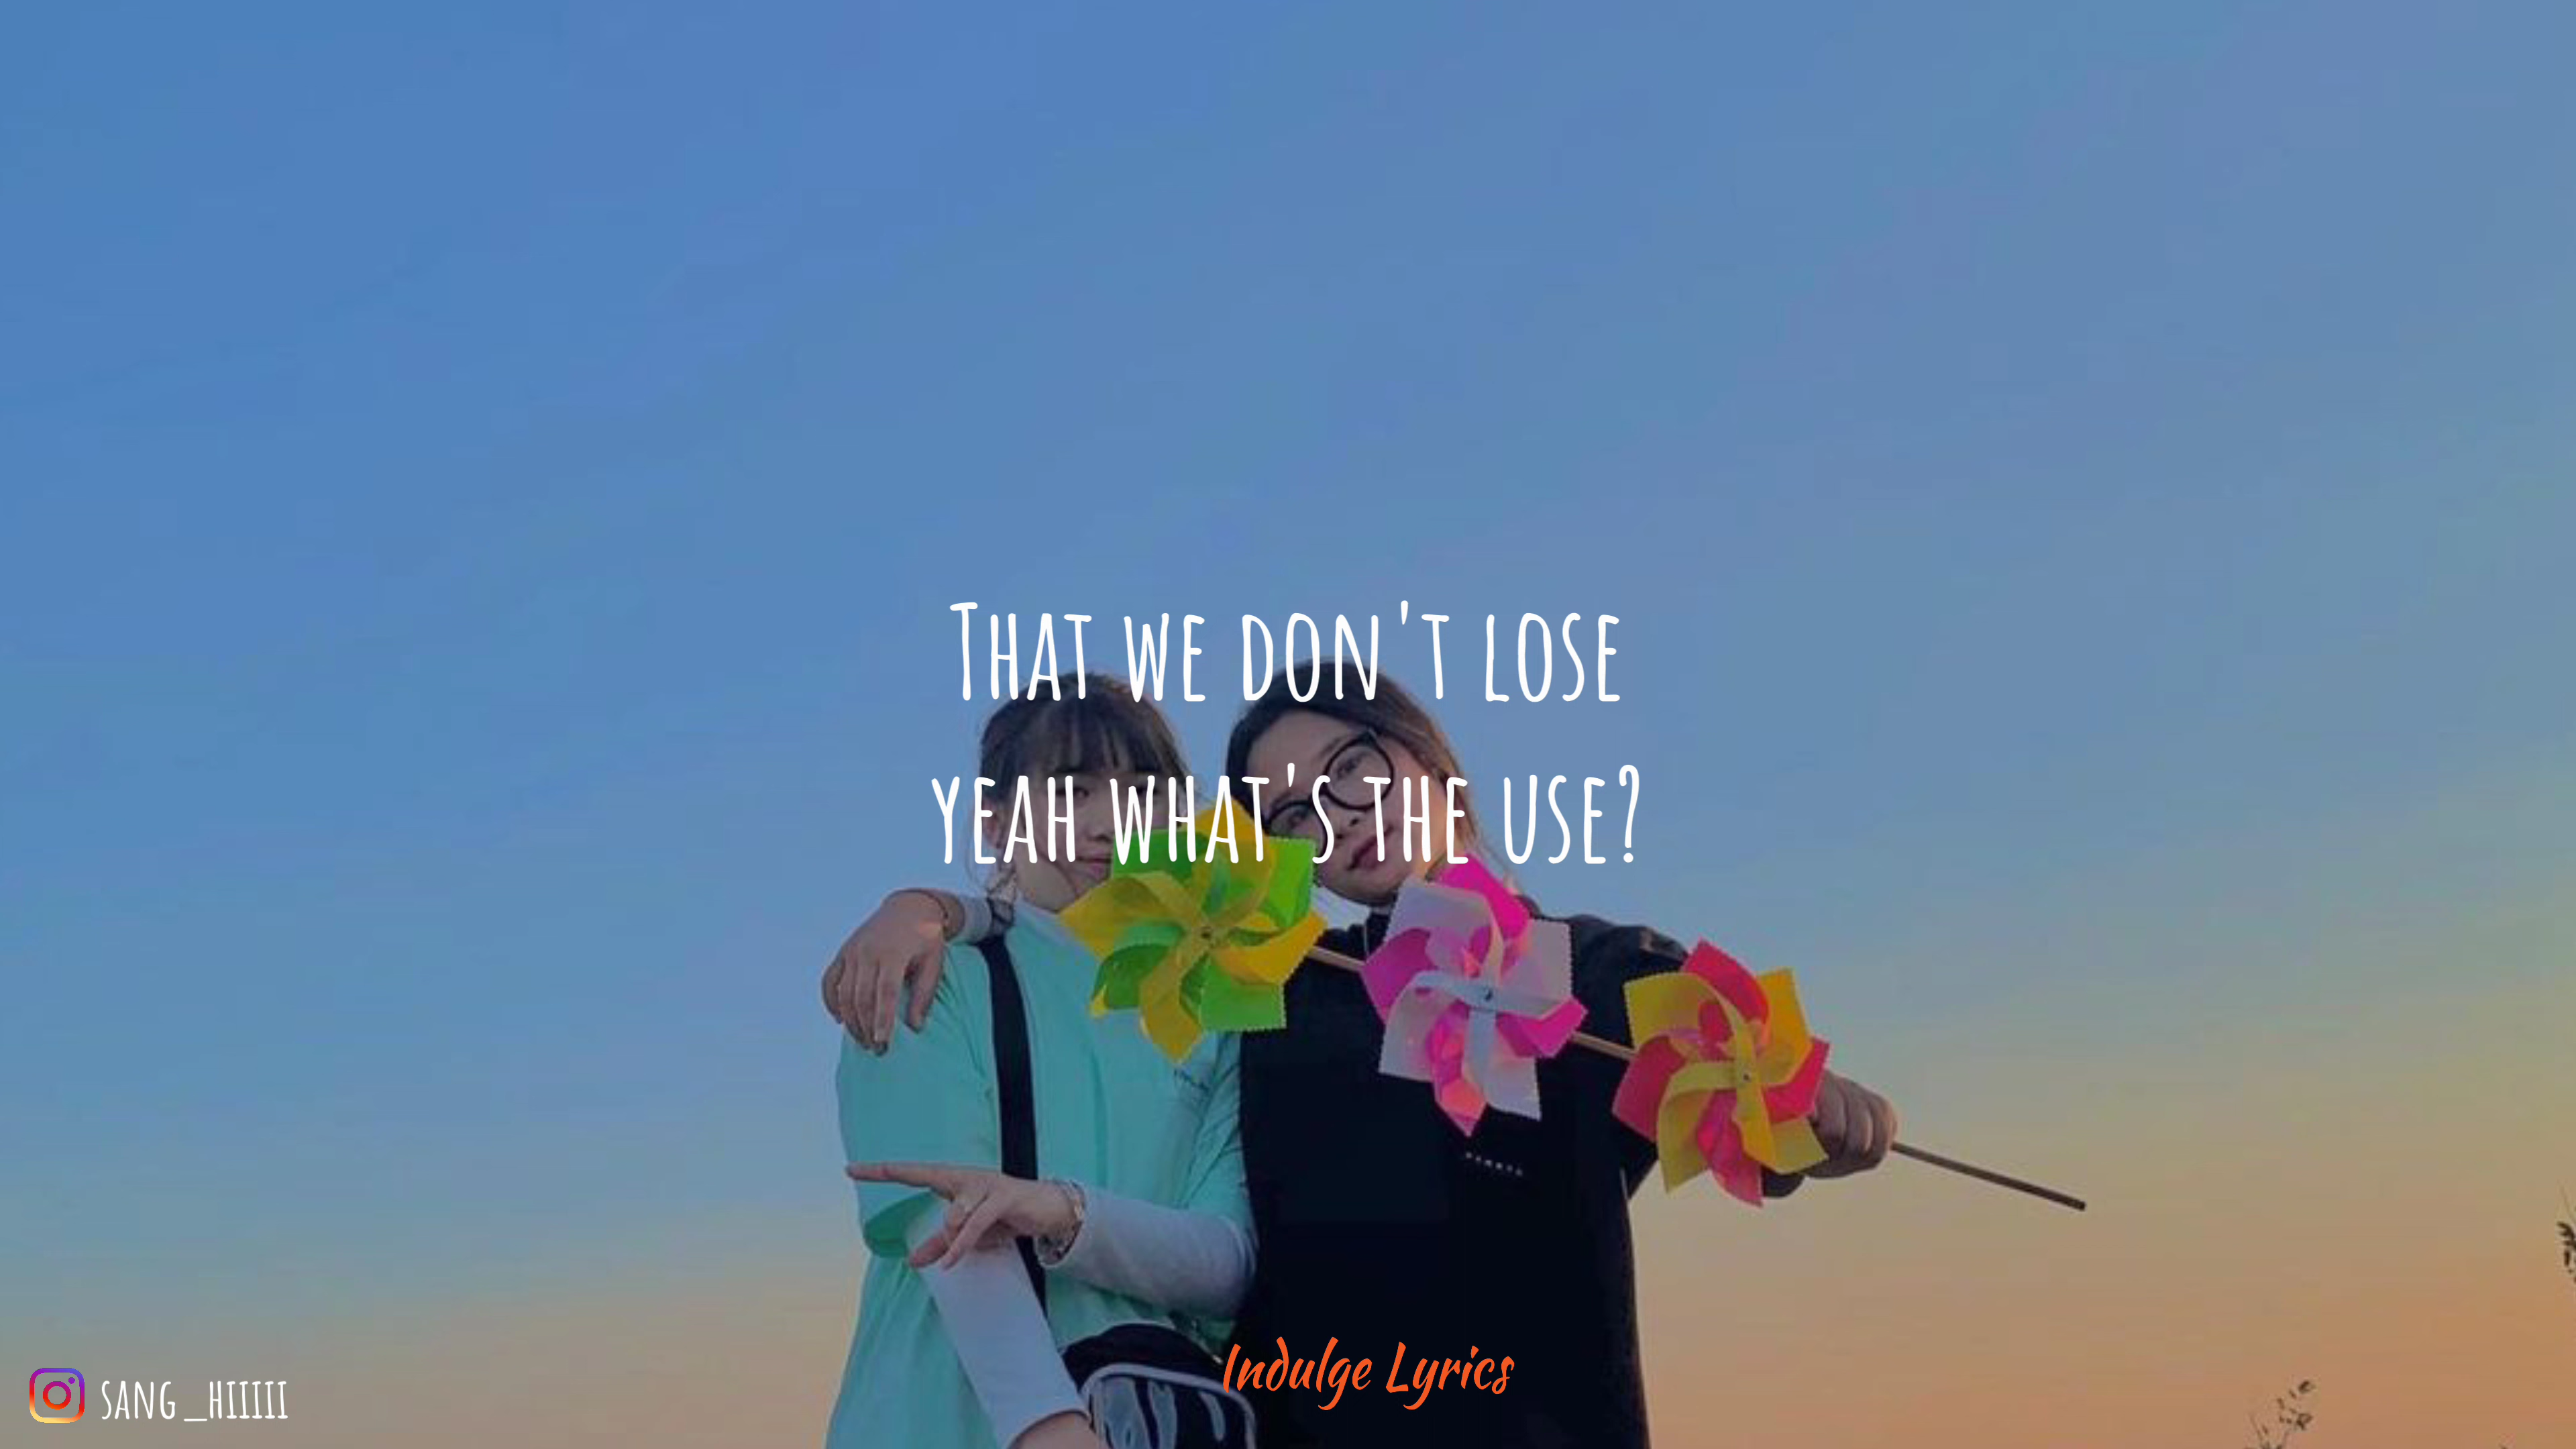 That we don't lose
yeah what's the use?
Indulge Lyrics
sang_hiiiii